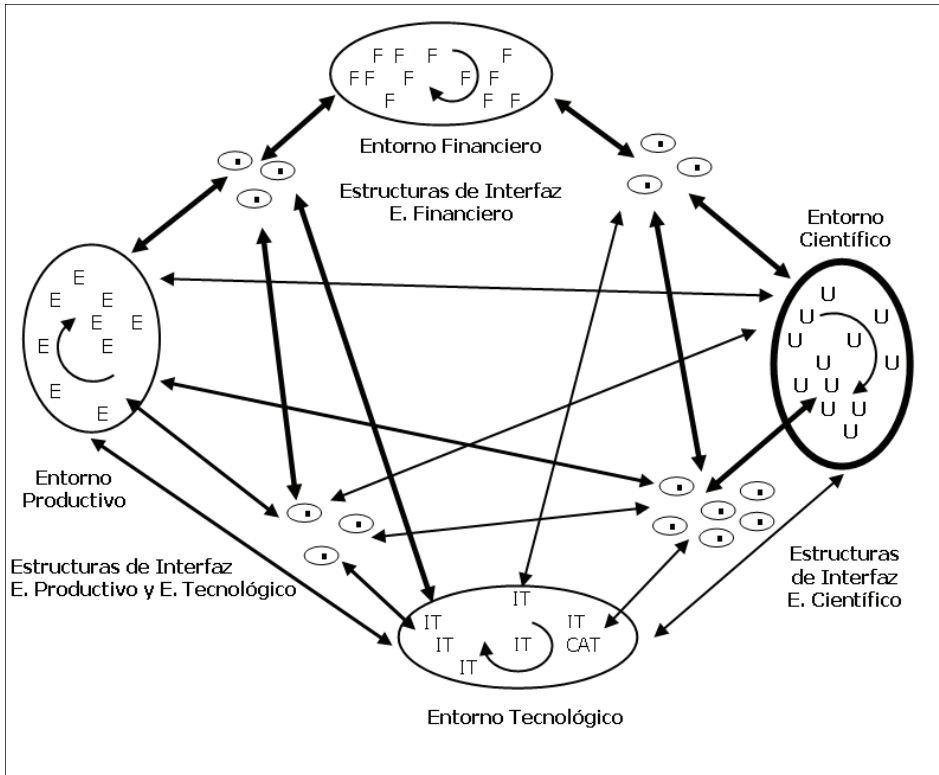 F F F F
F F F F F
F F F
Entorno Financiero
Estructuras de Interfaz
E. Financiero
Entorno
Científico
E
E E
E E
E E
E
E
U
U U
U U
U U
U U
U U
U
Entorno
Productivo
Estructuras de Interfaz
E. Productivo y E. Tecnológico
Estructuras
de Interfaz
E. Científico
IT
IT IT
IT IT CAT
IT
Entorno Tecnológico